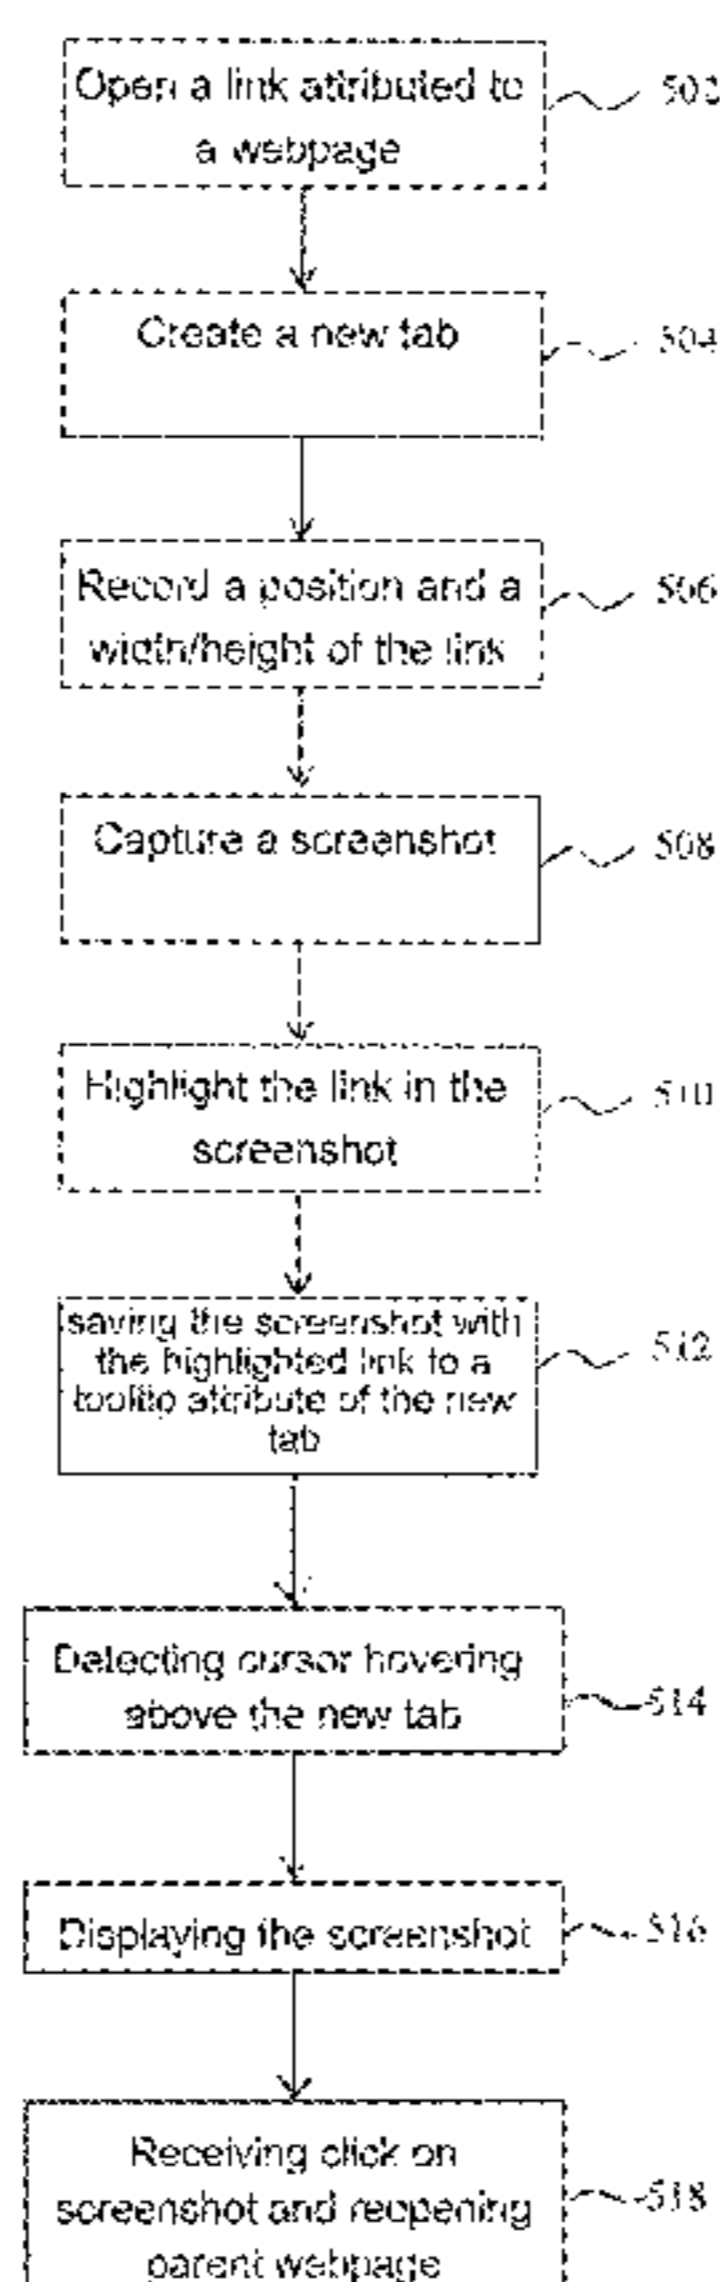 Open a link attributed to
a webpage
502
Create a new tab
504
Record a position and a
width/height of the link
506
Capture a screenshot
508
Highlight the link in the
screenshot
510
saving the screenshot with
the highlighted link to a
tooltip attribute of the new
tab
512
Detecting cursor hovering
above the new tab
514
Displaying the screenshot
516
Receiving click on
screenshot and reopening
parent webpage
518